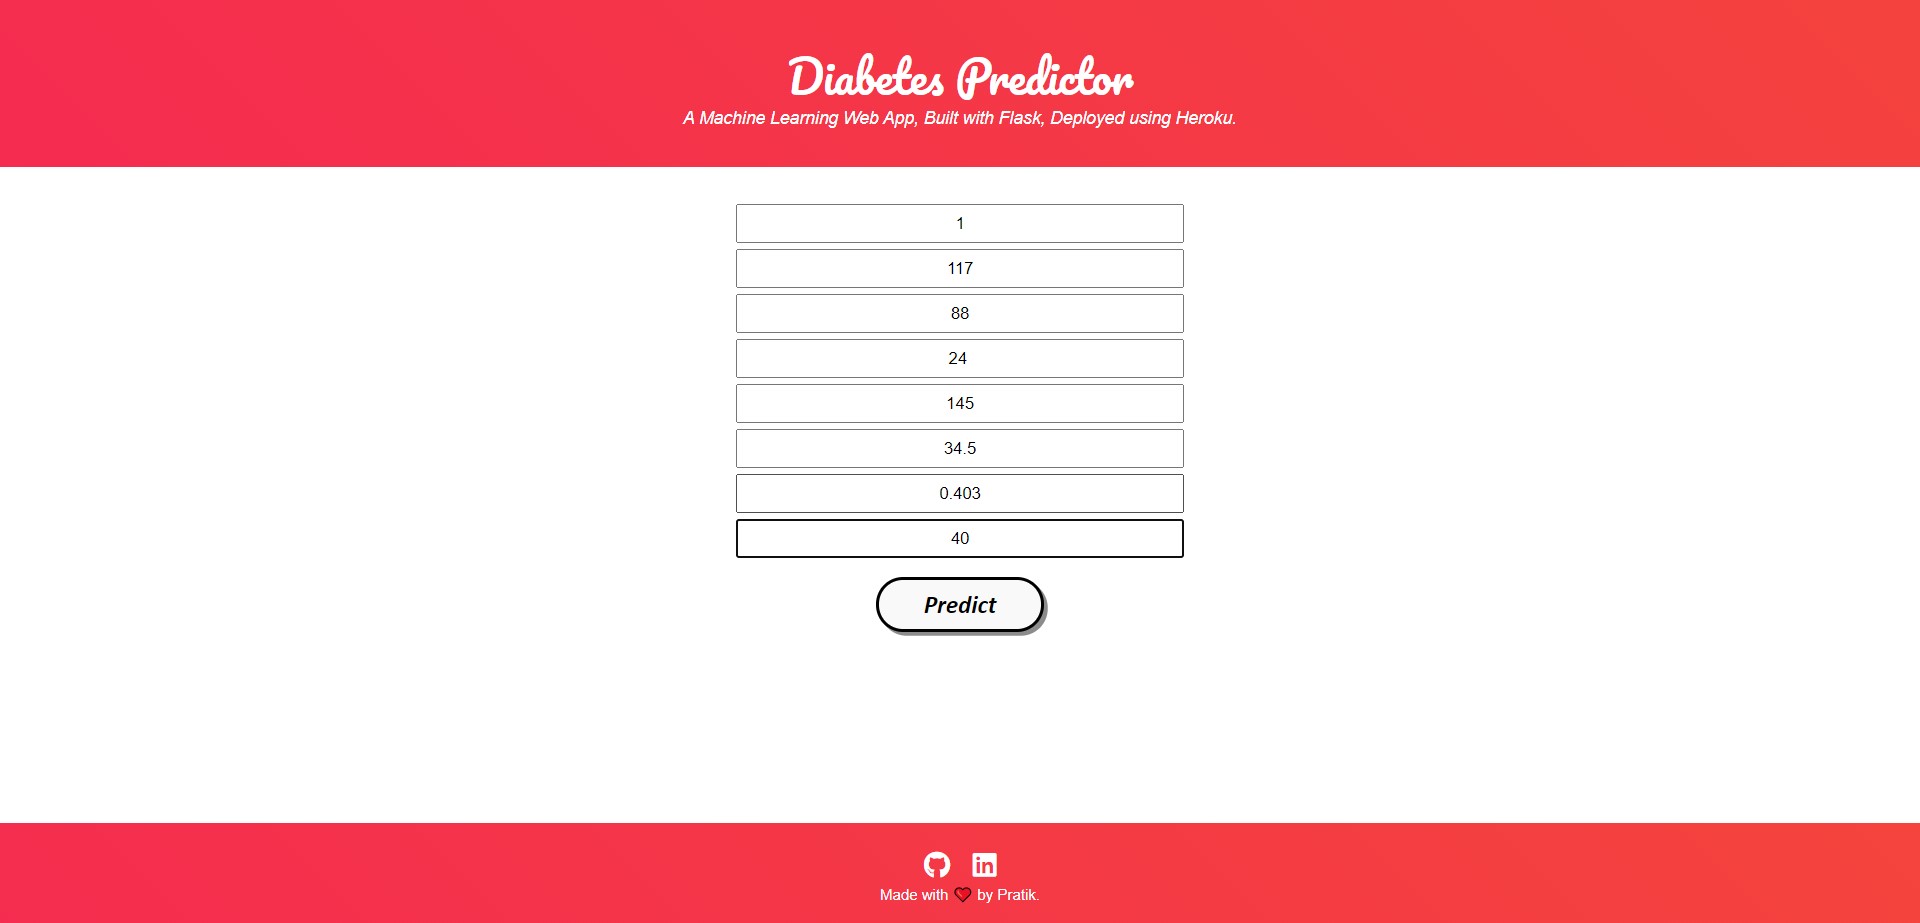 Diabetes Predictor
A Machine Learning Web App, Built with Flask, Deployed using Heroku.
1
117
88
24
145
34.5
0.403
40
Predict
in
Made with ❤ by Pratik.